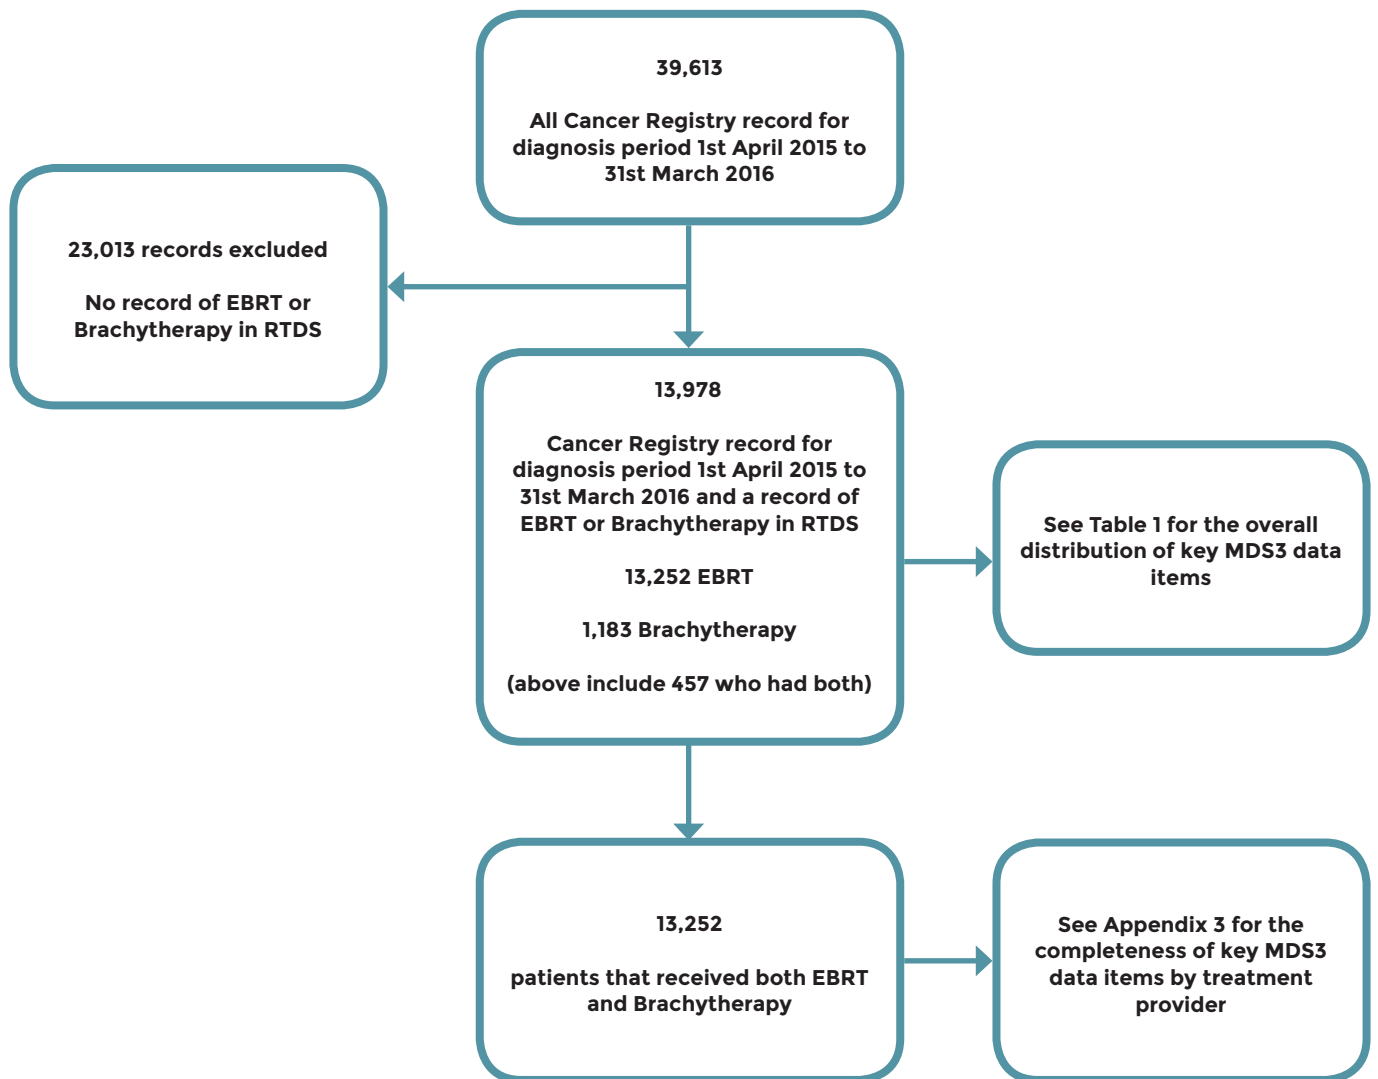 39,613
All Cancer Registry record for
diagnosis period 1st April 2015 to
31st March 2016
23,013 records excluded
No record of EBRT or
Brachytherapy in RTDS
13,978
Cancer Registry record for
diagnosis period 1st April 2015 to
31st March 2016 and a record of
EBRT or Brachytherapy in RTDS
13,252 EBRT
1,183 Brachytherapy
(above include 457 who had both)
See Table 1 for the overall
distribution of key MDS3 data
items
13,252
patients that received both EBRT
and Brachytherapy
See Appendix 3 for the
completeness of key MDS3
data items by treatment
provider